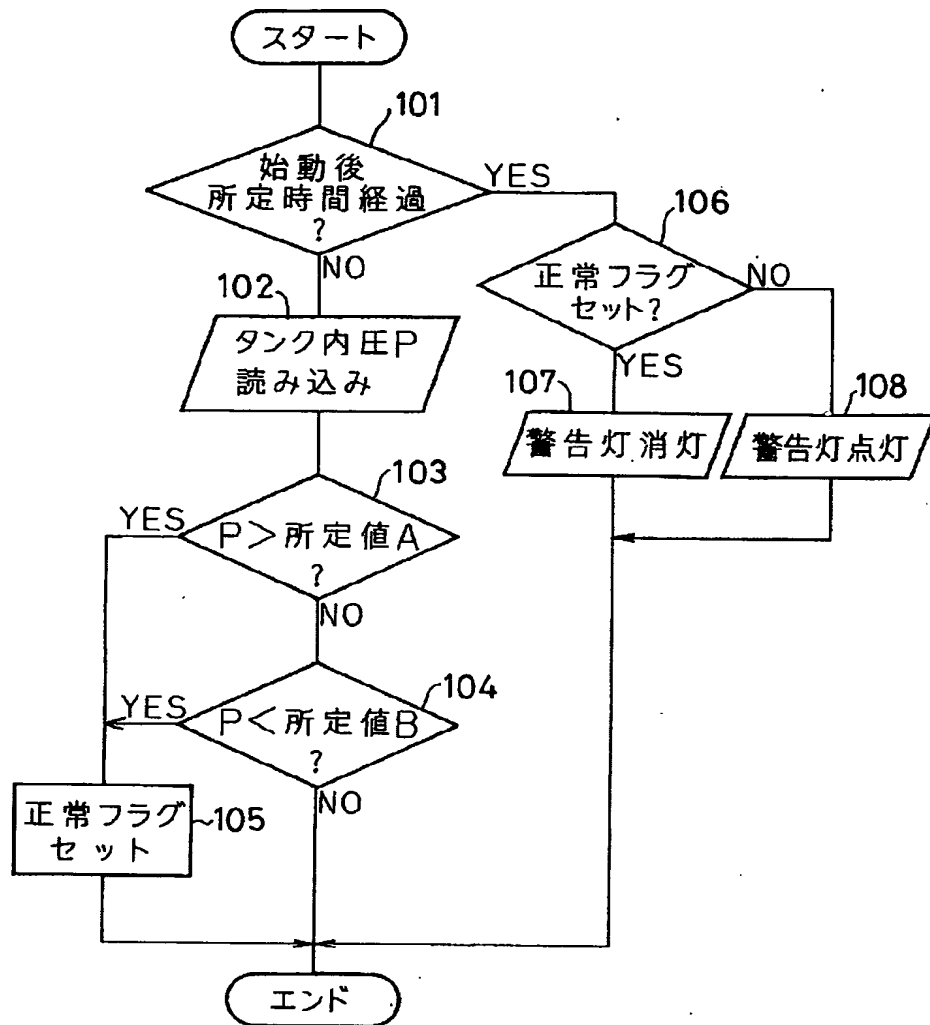 スタート
101
始動後
所定時間経過
?
YES
NO
106
正常フラグ
セット?
NO
YES
102
タンク内圧P
読み込み
107
警告灯消灯
108
警告灯点灯
103
P>所定値A
?
YES
NO
104
P<所定値B
?
YES
NO
正常フラグ
セット
105
エンド